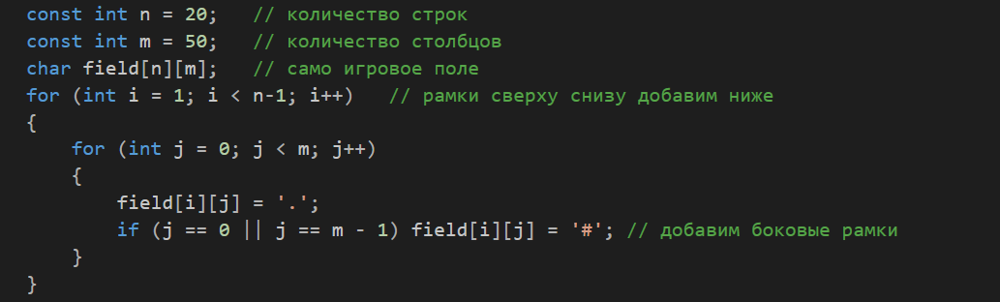 const int n = 20;   // количество строк
const int m = 50;   // количество столбцов
char field[n][m];   // само игровое поле
for (int i = 1; i < n-1; i++)   // рамки сверху снизу добавим ниже
{
    for (int j = 0; j < m; j++)
    {
        field[i][j] = '.';
        if (j == 0 || j == m - 1) field[i][j] = '#'; // добавим боковые рамки
    }
}